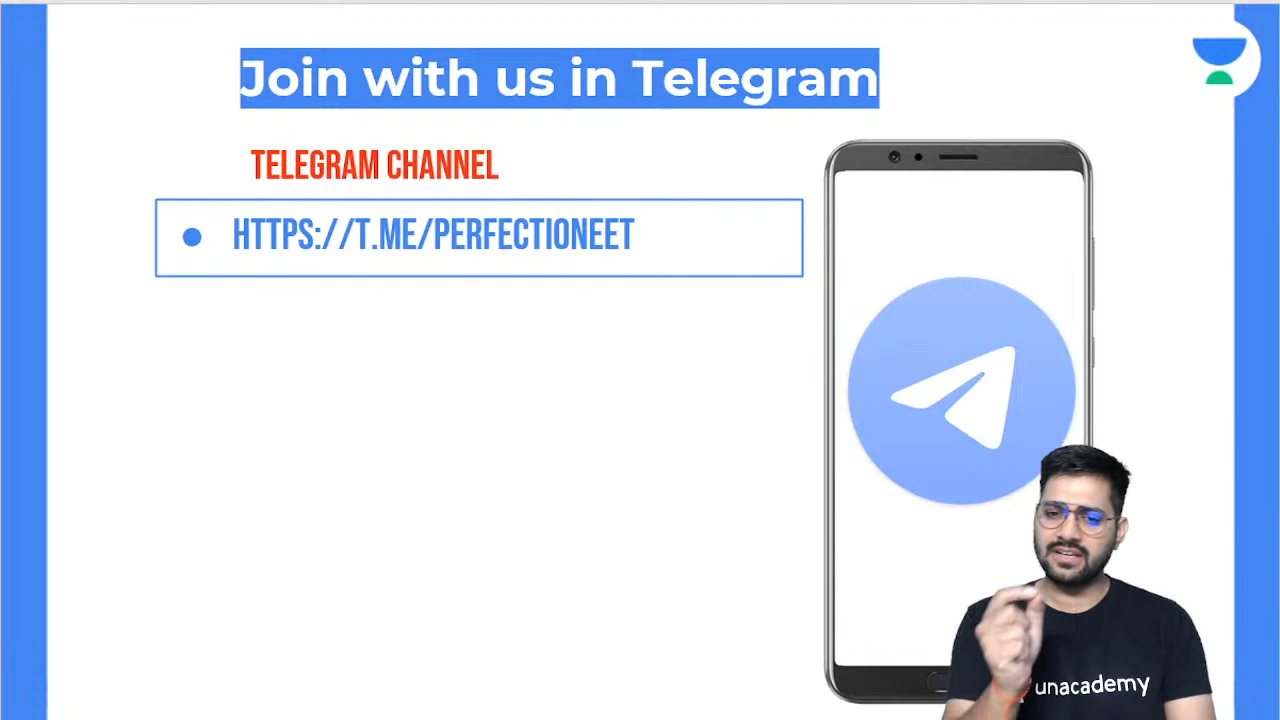 Join with us in Telegram
TELEGRAM CHANNEL
HTTPS://T.ME/PERFECTIONEET
unacademy